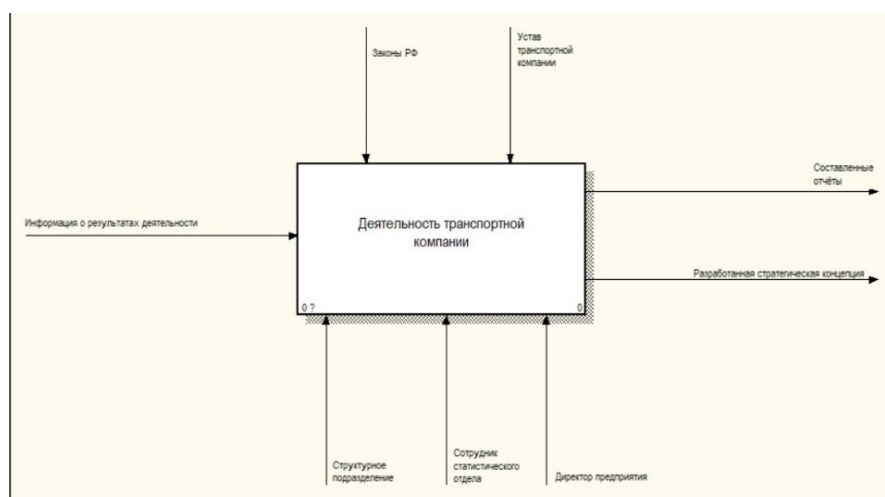 Законы РФ
Устав
транспортной
компании
Составленные
отчёты
Информация о результатах деятельности
Деятельность транспортной
компании
Разработанная стратегическая концепция
0 ?
0
Структурное
подразделение
Сотрудник
статистического
отдела
Директор предприятия